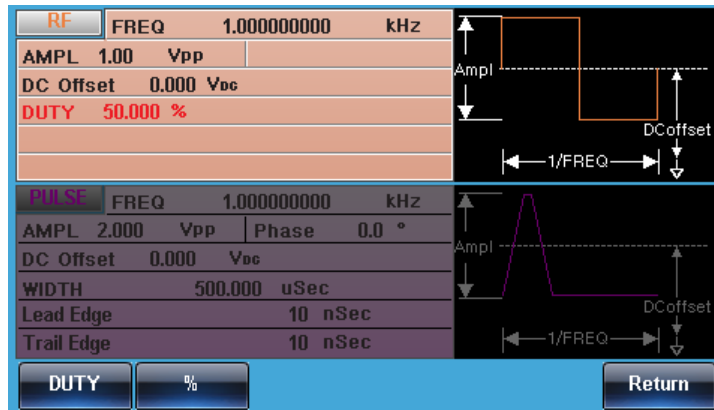 RF FREQ 1.000000000 kHz
AMPL 1.00 Vpp
DC Offset 0.000 VDC
DUTY 50.000 %
Ampl
DCoffset
1/FREQ
PULSE FREQ 1.000000000 kHz
AMPL 2.000 Vpp Phase 0.0 °
DC Offset 0.000 VDC
WIDTH 500.000 uSec
Lead Edge 10 nSec
Trail Edge 10 nSec
Ampl
DCoffset
1/FREQ
DUTY % Return